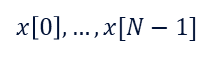 x[0], … , x[N − 1]